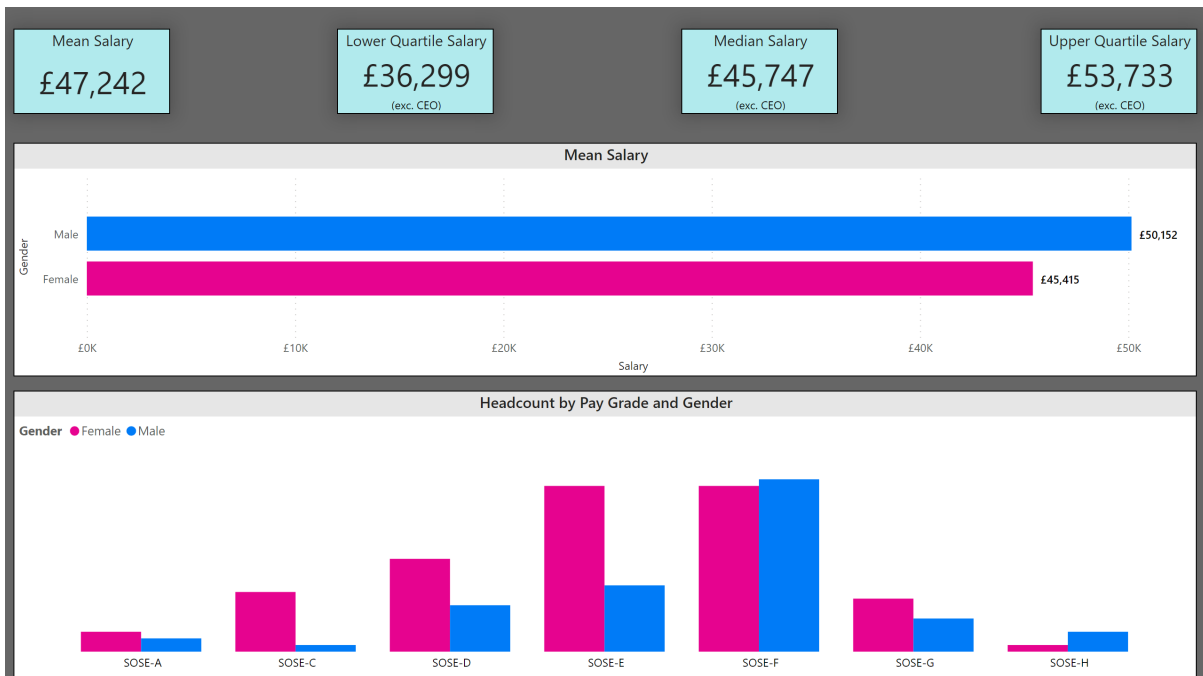 Mean Salary
£47,242
Lower Quartile Salary
£36,299
(exc. CEO)
Median Salary
£45,747
(exc. CEO)
Upper Quartile Salary
£53,733
(exc. CEO)
Mean Salary
Gender
Male
£50,152
Female
£45,415
£0K £10K £20K £30K £40K £50K
Salary
Headcount by Pay Grade and Gender
Gender Female Male
SOSE-A SOSE-C SOSE-D SOSE-E SOSE-F SOSE-G SOSE-H